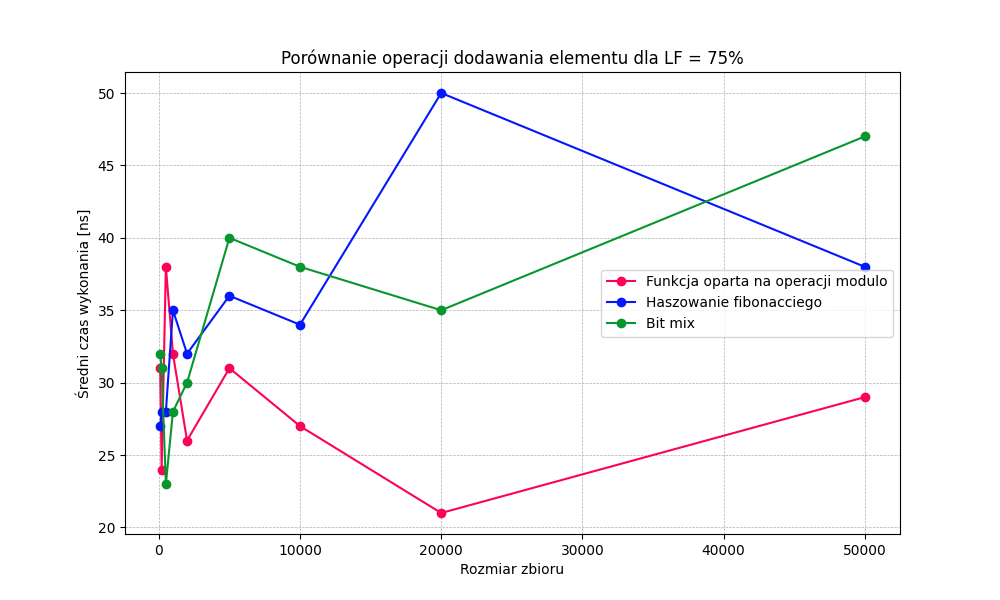 Porównanie operacji dodawania elementu dla LF = 75%
50
45
40
35
30
25
20
Średni czas wykonania [ns]
Funkcja oparta na operacji modulo
Haszowanie fibonacciego
Bit mix
0 10000 20000 30000 40000 50000
Rozmiar zbioru